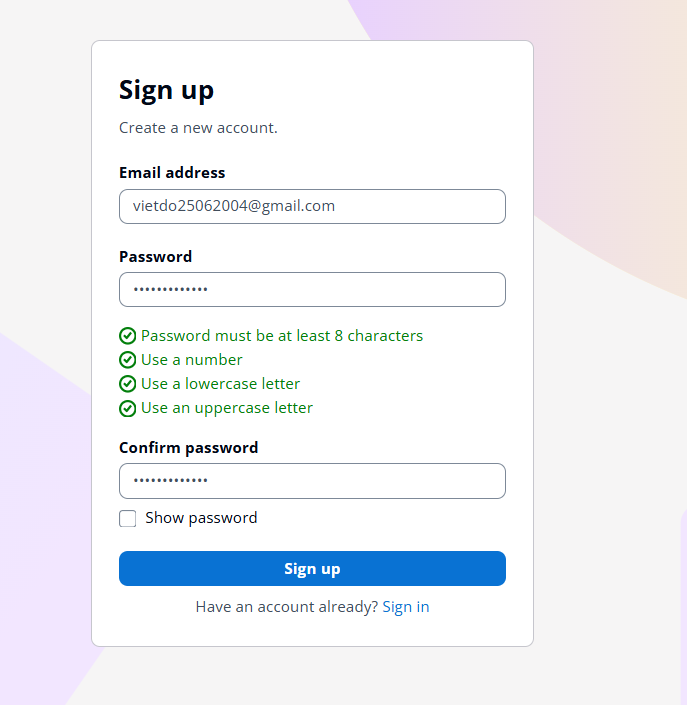 Sign up
Create a new account.
Email address
vietdo25062004@gmail.com
Password
•••••••••••••
Password must be at least 8 characters
Use a number
Use a lowercase letter
Use an uppercase letter
Confirm password
•••••••••••••
Show password
Sign up
Have an account already? Sign in